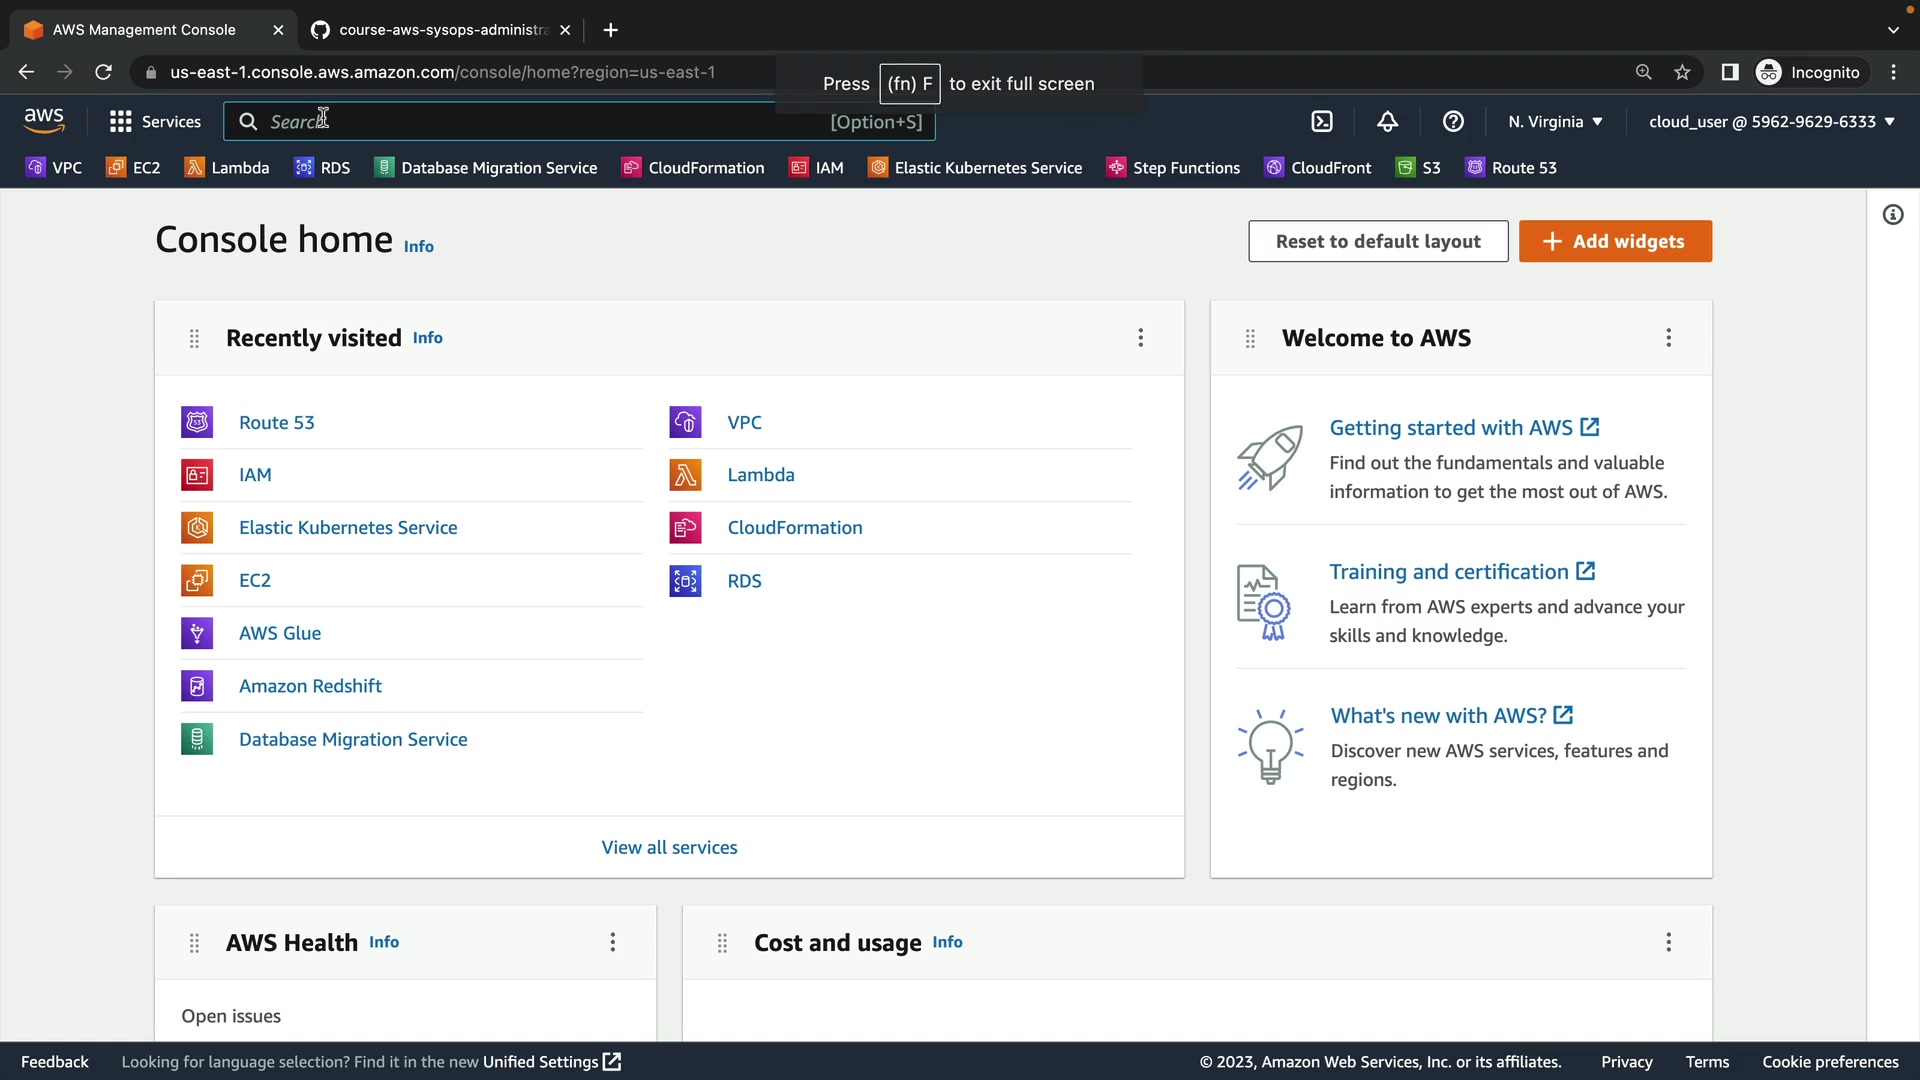 AWS Management Console
course-aws-sysops-administra
us-east-1.console.aws.amazon.com/console/home?region=us-east-1
Press (fn) F to exit full screen
Incognito
aws
Services
Search
[Option+S]
N. Virginia
cloud_user @ 5962-9629-6333
VPC
EC2
Lambda
RDS
Database Migration Service
CloudFormation
IAM
Elastic Kubernetes Service
Step Functions
CloudFront
S3
Route 53
Console home Info
Reset to default layout
Add widgets
Recently visited Info
Route 53
IAM
Elastic Kubernetes Service
EC2
AWS Glue
Amazon Redshift
Database Migration Service
VPC
Lambda
CloudFormation
RDS
View all services
Welcome to AWS
Getting started with AWS
Find out the fundamentals and valuable
information to get the most out of AWS.
Training and certification
Learn from AWS experts and advance your
skills and knowledge.
What's new with AWS?
Discover new AWS services, features and
regions.
AWS Health Info
Open issues
Cost and usage Info
Feedback
Looking for language selection? Find it in the new Unified Settings
© 2023, Amazon Web Services, Inc. or its affiliates.
Privacy
Terms
Cookie preferences